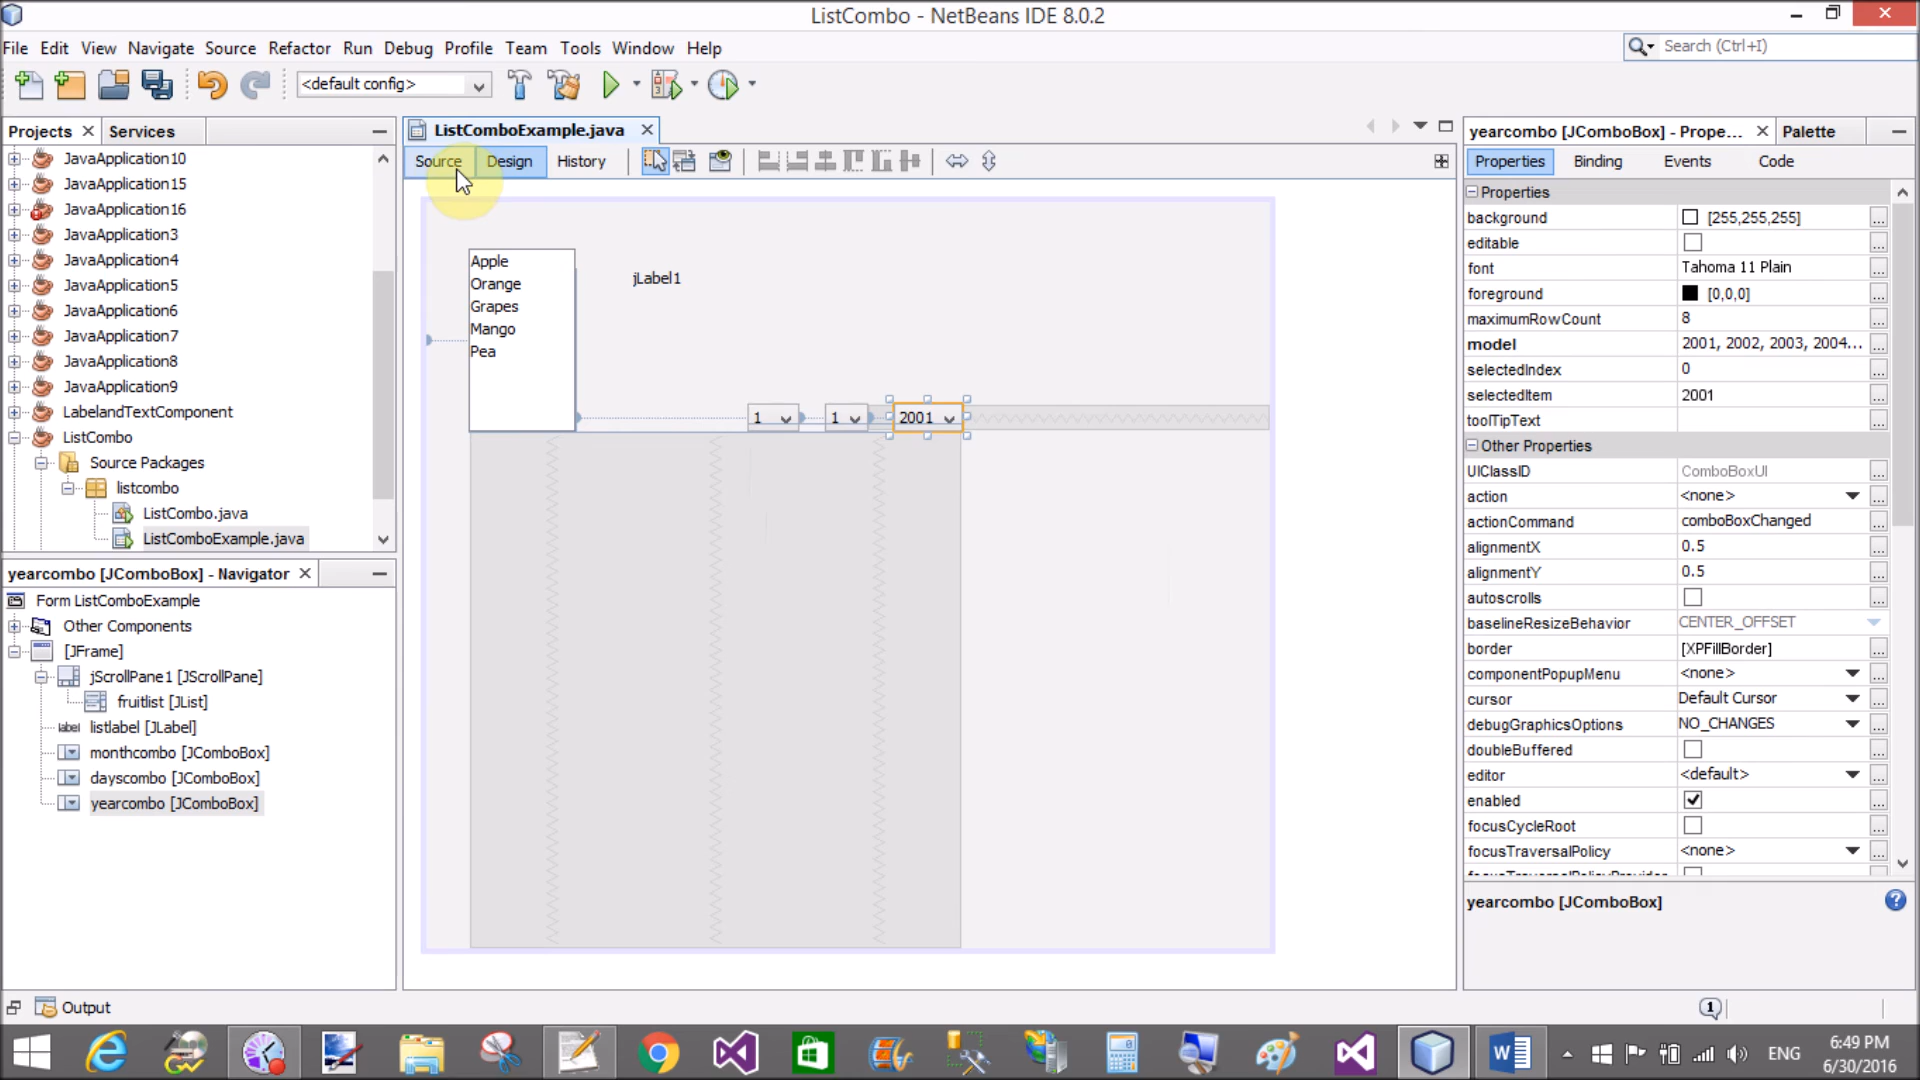 ListCombo - NetBeans IDE 8.0.2
File Edit View Navigate Source Refactor Run Debug Profile Team Tools Window Help
Search (Ctrl+I)
<default config>
Projects Services
JavaApplication10
JavaApplication15
JavaApplication16
JavaApplication3
JavaApplication4
JavaApplication5
JavaApplication6
JavaApplication7
JavaApplication8
JavaApplication9
LabelandTextComponent
ListCombo
Source Packages
listcombo
ListCombo.java
ListComboExample.java
yearcombo [JComboBox] - Navigator
Form ListComboExample
Other Components
[JFrame]
jScrollPane1 [JScrollPane]
fruitlist [JList]
label listlabel [JLabel]
monthcombo [JComboBox]
dayscombo [JComboBox]
yearcombo [JComboBox]
Output
ListComboExample.java
Source Design History
Apple
Orange
Grapes
Mango
Pea
jLabel1
1 1 2001
yearcombo [JComboBox] - Prope... Palette
Properties Binding Events Code
Properties
background [255,255,255] ...
editable ...
font Tahoma 11 Plain ...
foreground [0,0,0] ...
maximumRowCount 8 ...
model 2001, 2002, 2003, 2004... ...
selectedIndex 0 ...
selectedItem 2001 ...
toolTipText ...
Other Properties
UIClassID ComboBoxUI ...
action <none> ...
actionCommand comboBoxChanged ...
alignmentX 0.5 ...
alignmentY 0.5 ...
autoscrolls ...
baselineResizeBehavior CENTER_OFFSET
border [XPFillBorder] ...
componentPopupMenu <none> ...
cursor Default Cursor ...
debugGraphicsOptions NO_CHANGES ...
doubleBuffered ...
editor <default> ...
enabled ...
focusCycleRoot ...
focusTraversalPolicy <none> ...
yearcombo [JComboBox]
ENG
6:49 PM
6/30/2016